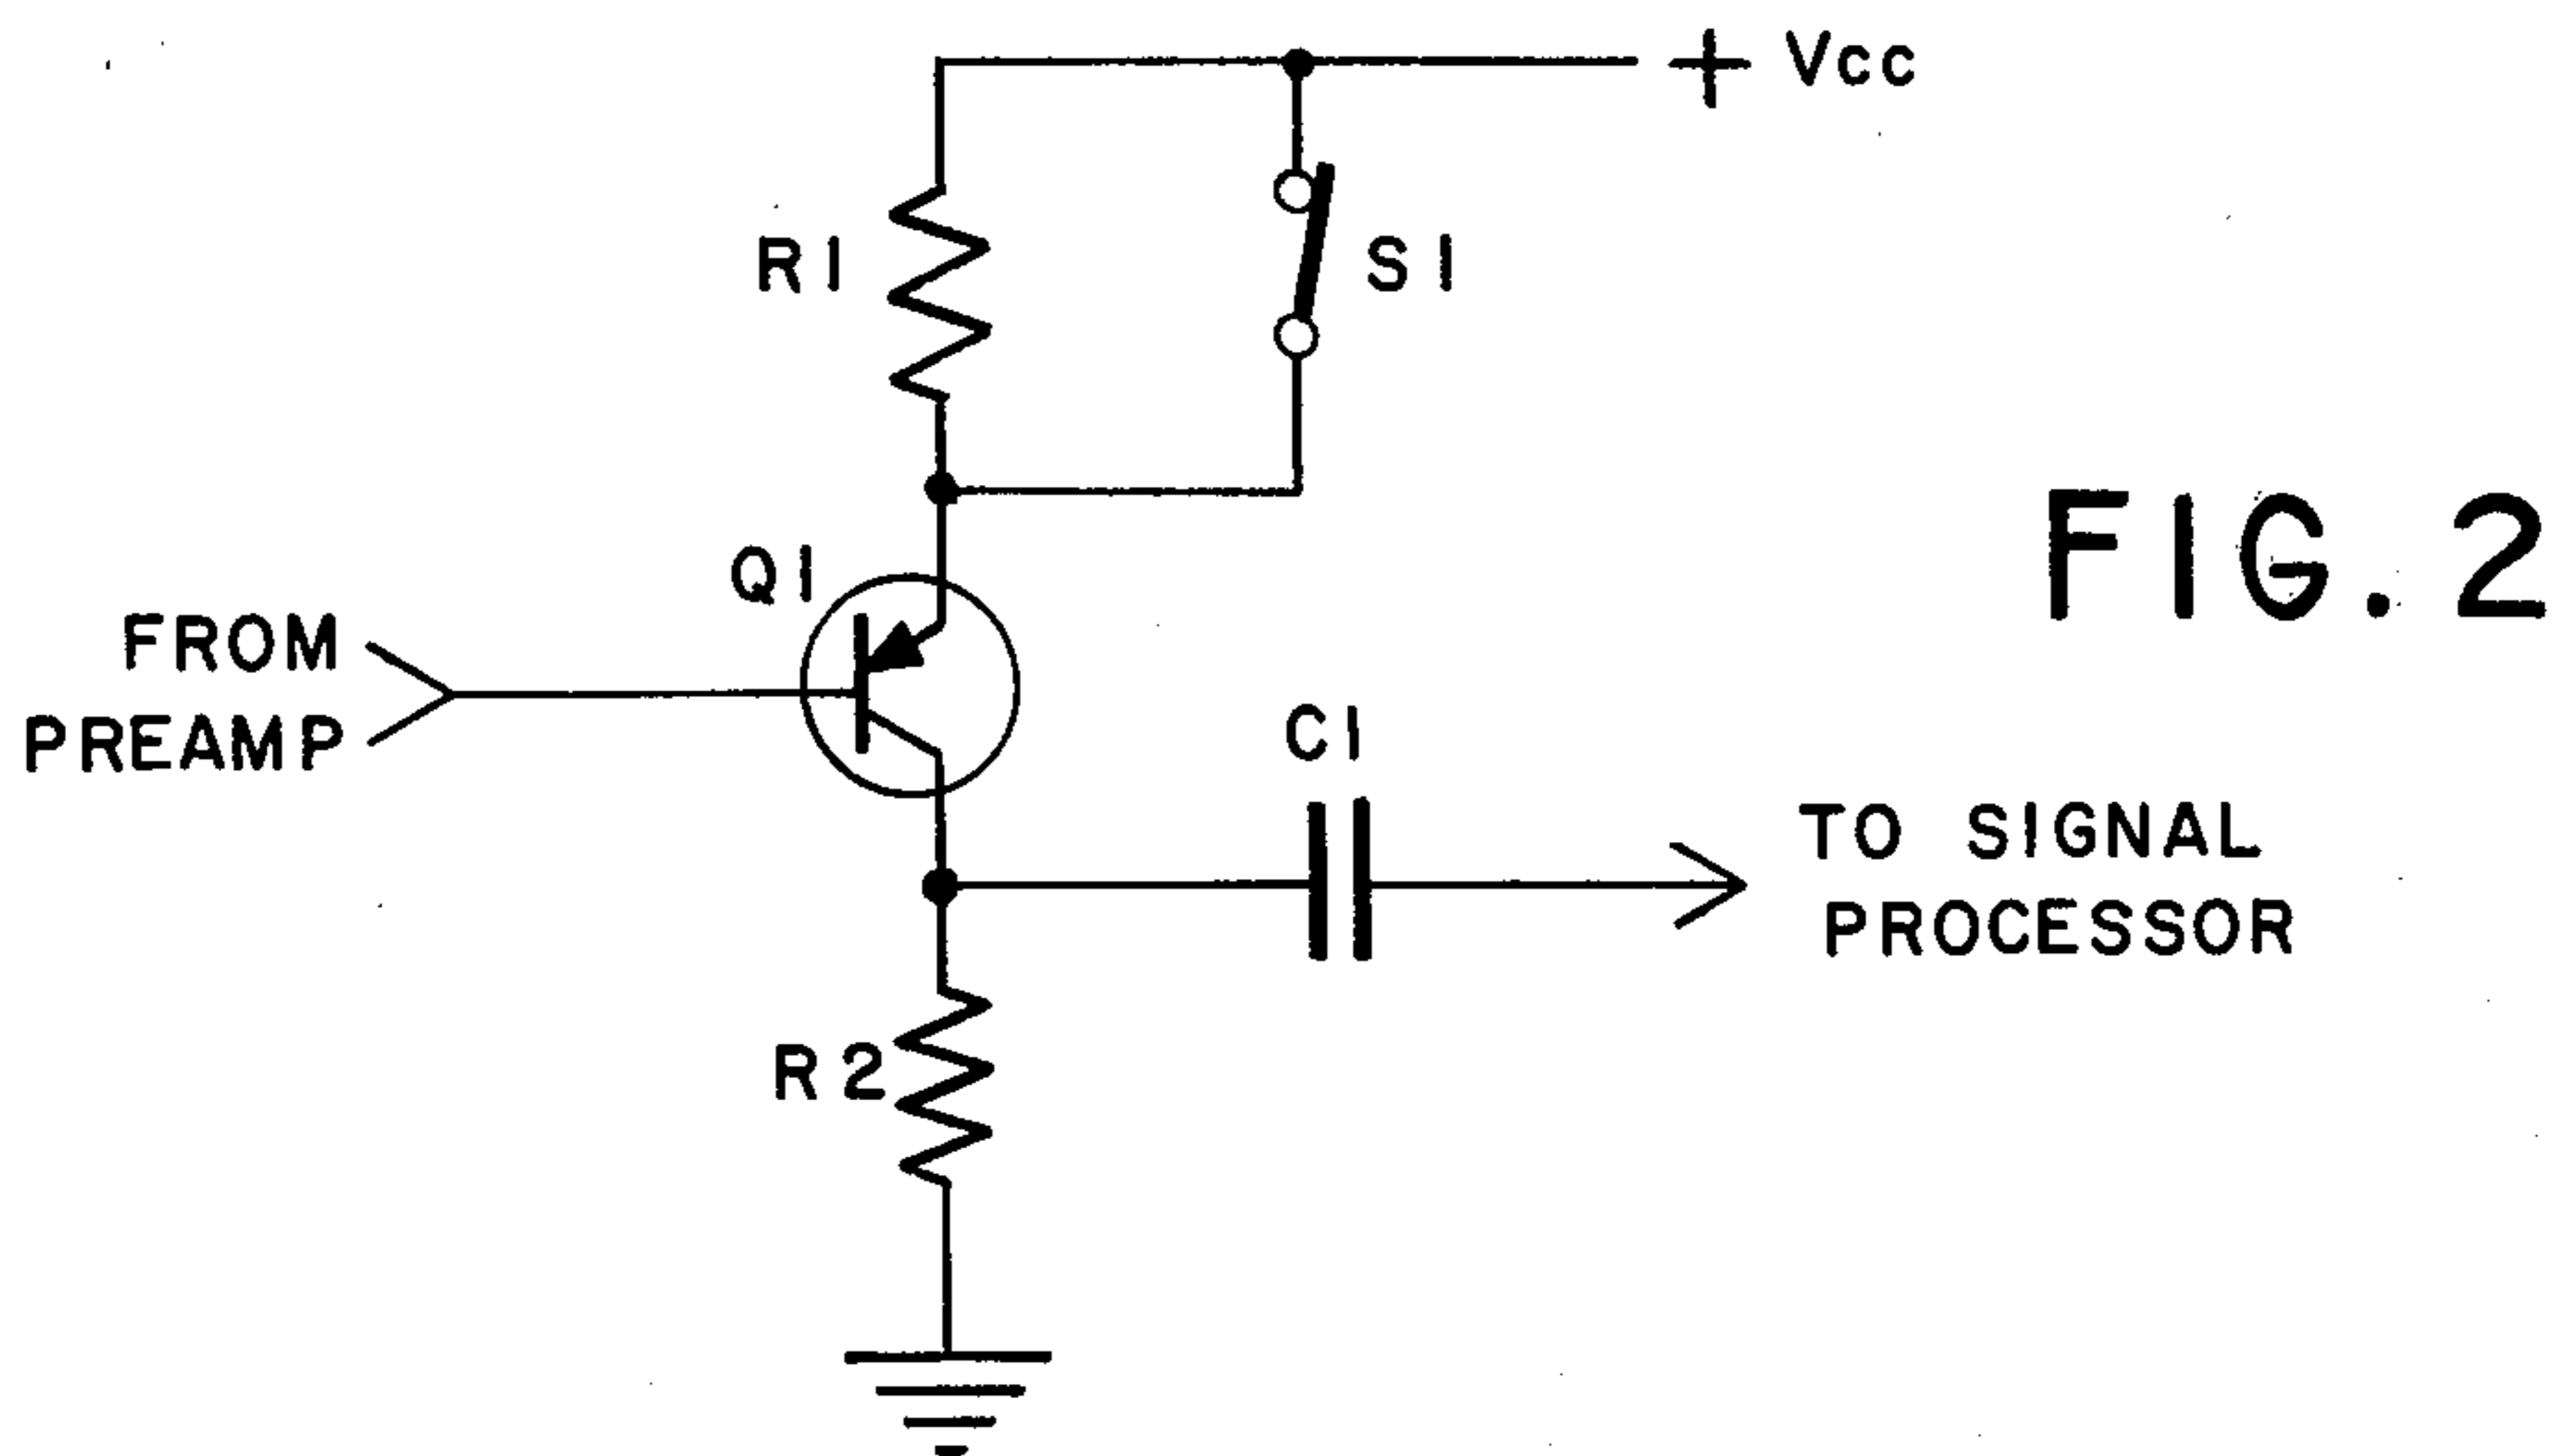 + Vcc
R1
S1
Q1
FIG. 2
FROM
PREAMP
C1
TO SIGNAL
PROCESSOR
R2